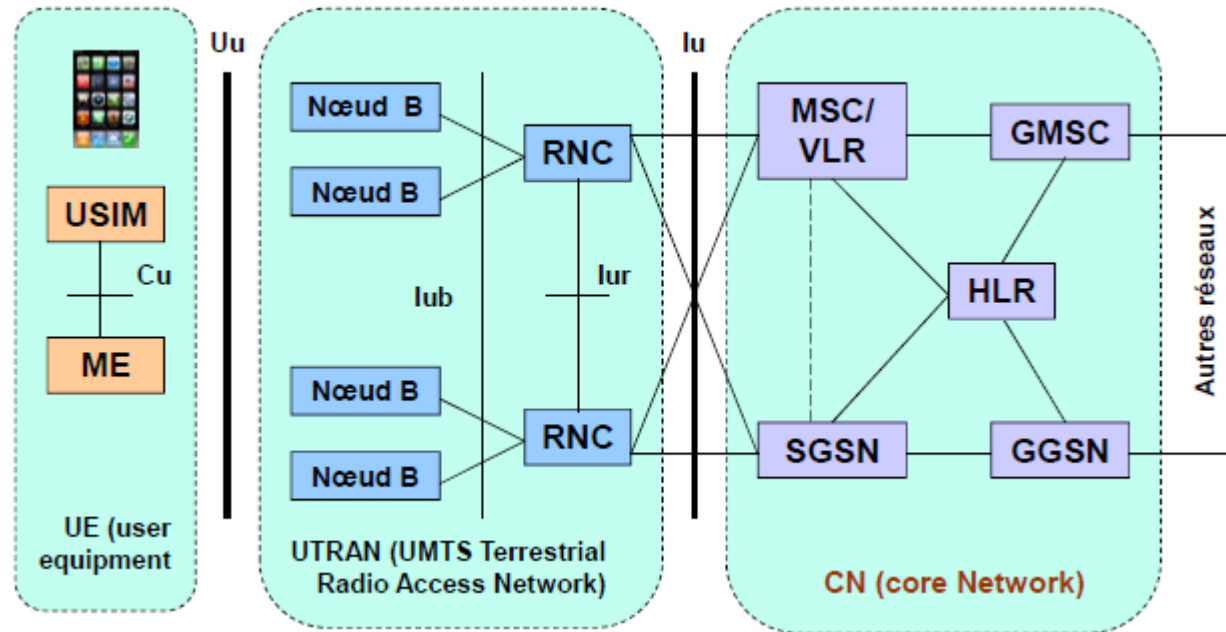 Uu
Iu
USIM
Cu
ME
UE (user
equipment
Nœud B
Nœud B
RNC
Iub
Iur
Nœud B
Nœud B
RNC
UTRAN (UMTS Terrestrial
Radio Access Network)
MSC/
VLR
GMSC
HLR
SGSN
GGSN
CN (core Network)
Autres réseaux